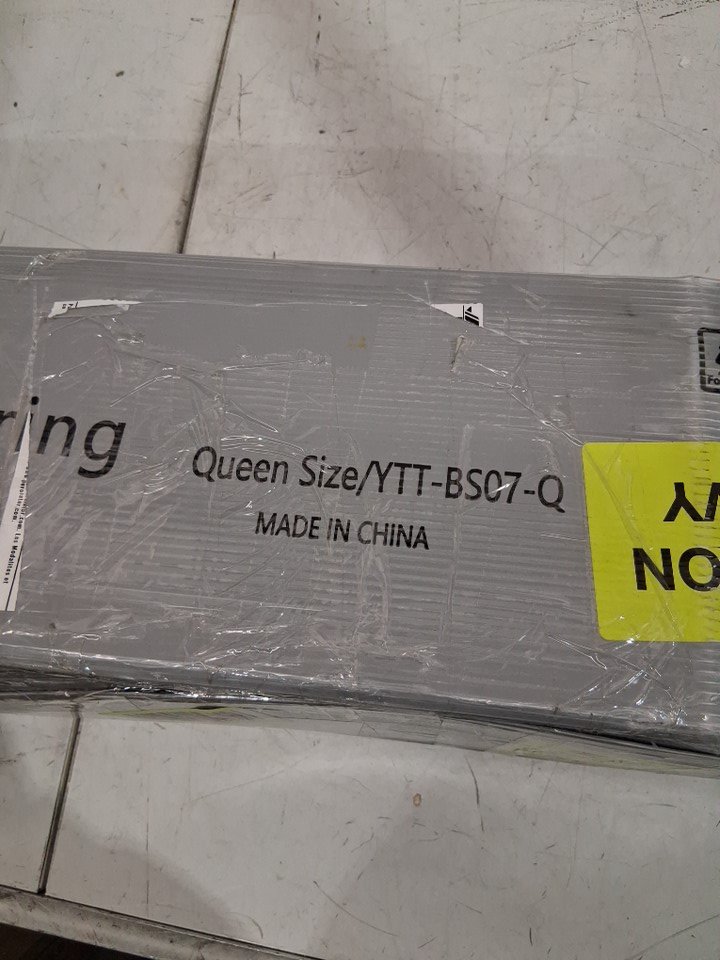 ring
Queen Size/YTT-BS07-Q
MADE IN CHINA
NO